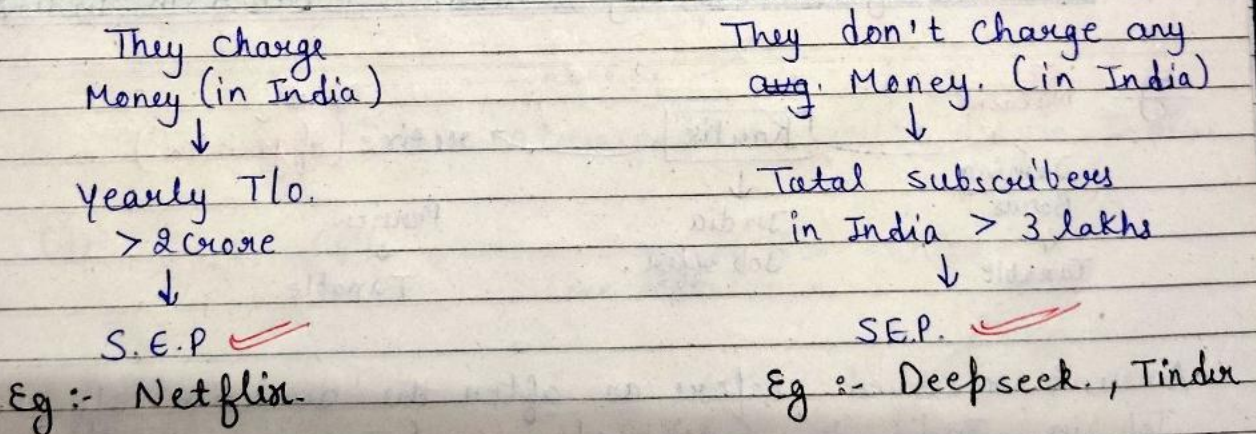 They charge
Money (in India)
↓
Yearly T/o.
> 2 crore
↓
S.E.P ✓
Eg :- Netflix.
They don't charge any
avg. Money. (in India)
↓
Total subscribers
in India > 3 lakhs
↓
SEP. ✓
Eg :- Deepseek., Tinder